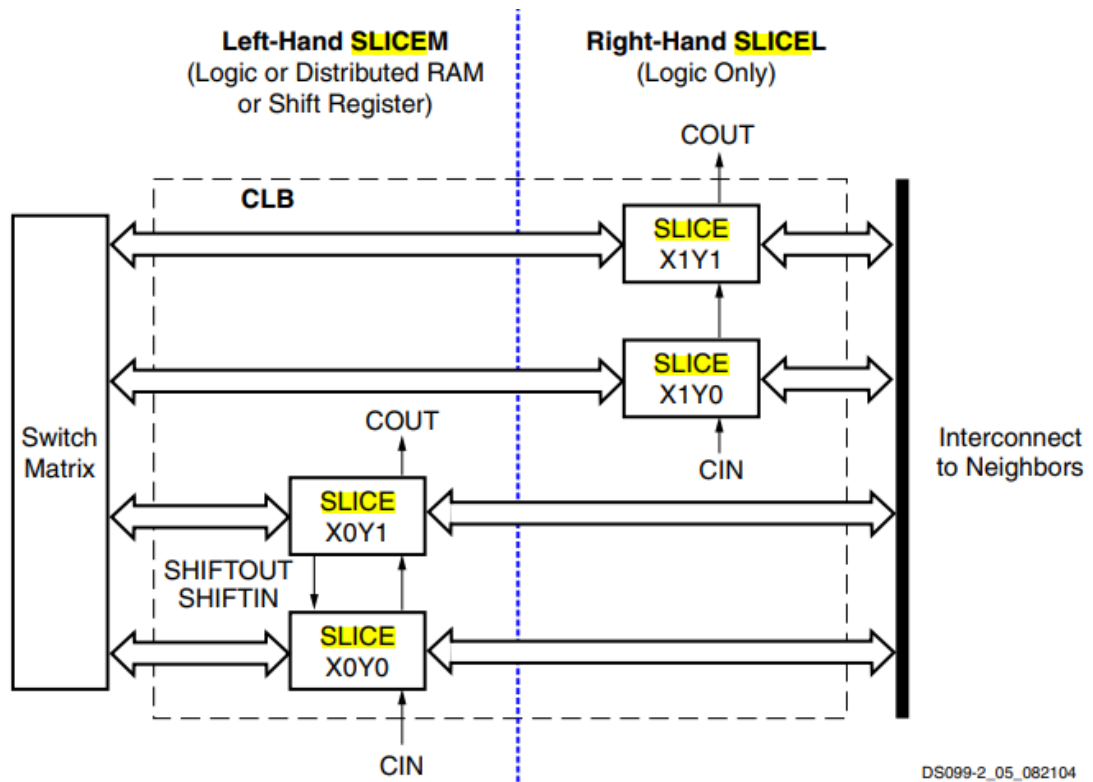 Left-Hand SLICEM
(Logic or Distributed RAM
or Shift Register)
Right-Hand SLICEL
(Logic Only)
COUT
CLB
SLICE
X1Y1
SLICE
X1Y0
Switch
Matrix
COUT
CIN
Interconnect
to Neighbors
SLICE
X0Y1
SHIFTOUT
SHIFTIN
SLICE
X0Y0
CIN
DS099-2_05_082104